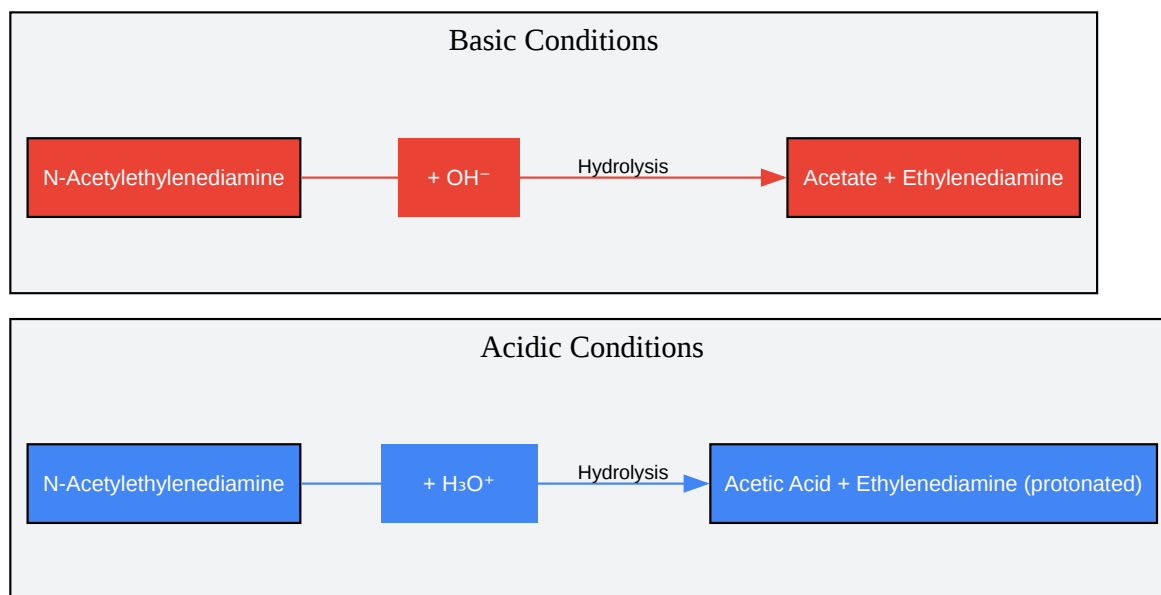 Basic Conditions
N-Acetylethylenediamine
+ OH⁻
Hydrolysis
Acetate + Ethylenediamine
Acidic Conditions
N-Acetylethylenediamine
+ H₃O⁺
Hydrolysis
Acetic Acid + Ethylenediamine (protonated)